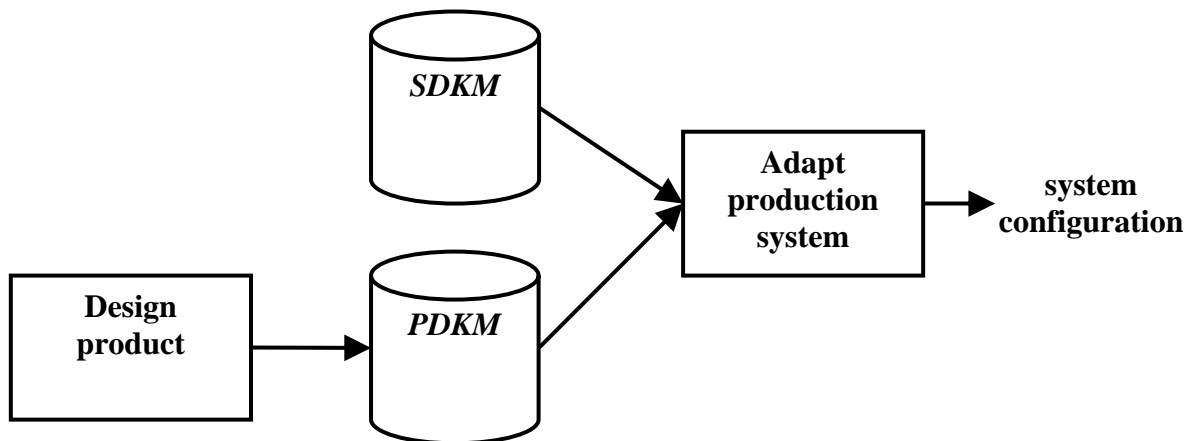 SDKM
Adapt
production
system
system
configuration
Design
product
PDKM